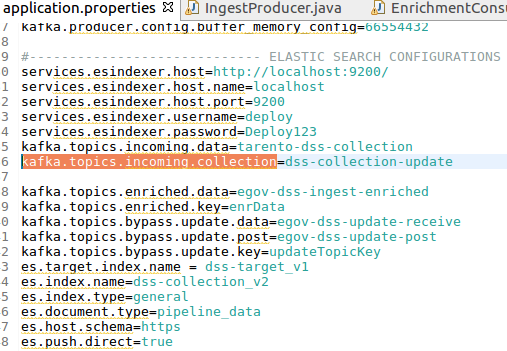 application.properties IngestProducer.java EnrichmentConsu
7 kafka.producer.config.buffer_memory_config=66554432
8
9 #---------------------------- ELASTIC SEARCH CONFIGURATIONS
0 services.esindexer.host=http://localhost:9200/
1 services.esindexer.host.name=localhost
2 services.esindexer.host.port=9200
3 services.esindexer.username=deploy
4 services.esindexer.password=Deploy123
5 kafka.topics.incoming.data=tarento-dss-collection
6 kafka.topics.incoming.collection=dss-collection-update
7
8 kafka.topics.enriched.data=egov-dss-ingest-enriched
9 kafka.topics.enriched.key=enrData
0 kafka.topics.bypass.update.data=egov-dss-update-receive
1 kafka.topics.bypass.update.post=egov-dss-update-post
2 kafka.topics.bypass.update.key=updateTopicKey
3 es.target.index.name = dss-target_v1
4 es.index.name=dss-collection_v2
5 es.index.type=general
6 es.document.type=pipeline_data
7 es.host.schema=https
8 es.push.direct=true